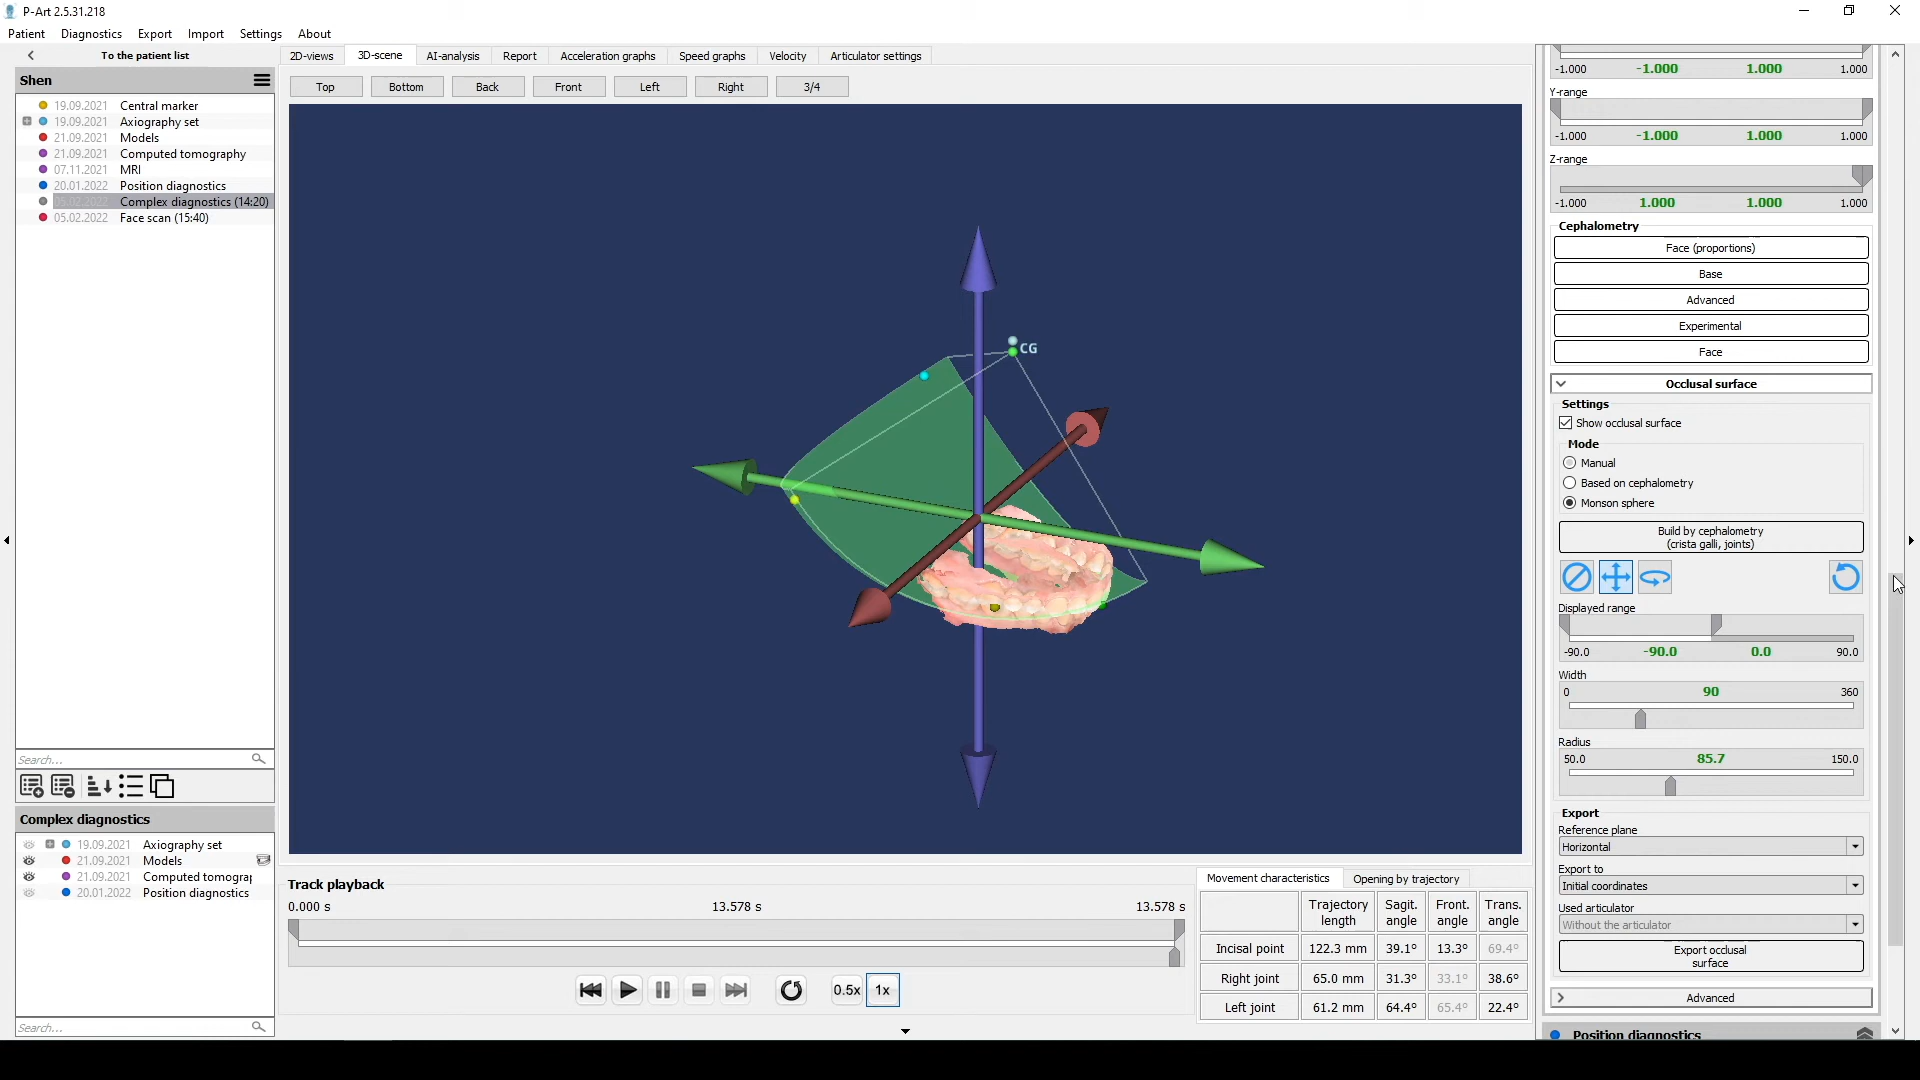 P-Art 2.5.31.218
Patient Diagnostics Export Import Settings About
To the patient list
Shen
19.09.2021 Central marker
19.09.2021 Axiography set
21.09.2021 Models
21.09.2021 Computed tomography
07.11.2021 MRI
20.01.2022 Position diagnostics
05.02.2022 Complex diagnostics (14:20)
05.02.2022 Face scan (15:40)
Search...
Complex diagnostics
19.09.2021 Axiography set
21.09.2021 Models
21.09.2021 Computed tomograp
20.01.2022 Position diagnostics
Search...
2D-views 3D-scene AI-analysis Report Acceleration graphs Speed graphs Velocity Articulator settings
Top Bottom Back Front Left Right 3/4
CG
Track playback
0.000 s 13.578 s 13.578 s
0.5x 1x
Movement characteristics Opening by trajectory
Trajectory length Sagit. angle Front. angle Trans. angle
Incisal point 122.3 mm 39.1° 13.3° 69.4°
Right joint 65.0 mm 31.3° 33.1° 38.6°
Left joint 61.2 mm 64.4° 65.4° 22.4°
-1.000 -1.000 1.000 1.000
Y-range
-1.000 -1.000 1.000 1.000
Z-range
-1.000 1.000 1.000 1.000
Cephalometry
Face (proportions)
Base
Advanced
Experimental
Face
Occlusal surface
Settings
Show occlusal surface
Mode
Manual
Based on cephalometry
Monson sphere
Build by cephalometry
(crista galli, joints)
Displayed range
-90.0 -90.0 0.0 90.0
Width
0 90 360
Radius
50.0 85.7 150.0
Export
Reference plane
Horizontal
Export to
Initial coordinates
Used articulator
Without the articulator
Export occlusal
surface
Advanced
Position diagnostics